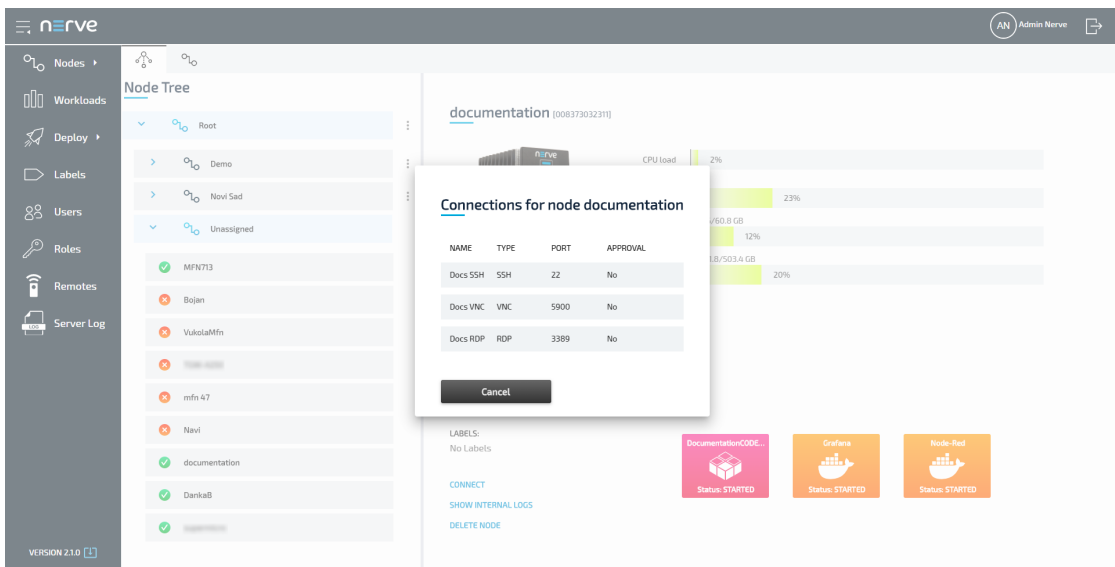 nerve
AN Admin Nerve
Nodes
Workloads
Deploy
Labels
Users
Roles
Remotes
LOG Server Log
VERSION 2.1.0
Node Tree
Root
Demo
Novi Sad
Unassigned
MFN713
Bojan
VukolaMfn
mfn 47
Navi
documentation
DankaB
documentation [008373032311]
nerve
CPU load 2%
23%
/60.8 GB
12%
1.8/503.4 GB
20%
Connections for node documentation
NAME TYPE PORT APPROVAL
Docs SSH SSH 22 No
Docs VNC VNC 5900 No
Docs RDP RDP 3389 No
Cancel
LABELS:
No Labels
CONNECT
SHOW INTERNAL LOGS
DELETE NODE
DocumentationCODE...
Status: STARTED
Grafana
Status: STARTED
Node-Red
Status: STARTED